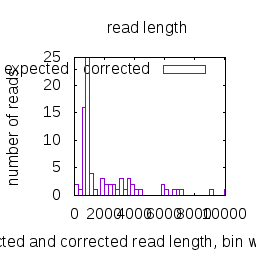 read length
expected - corrected
number of reads
25
20
15
10
5
0
0 2000 4000 6000 8000 10000
cted and corrected read length, bin w